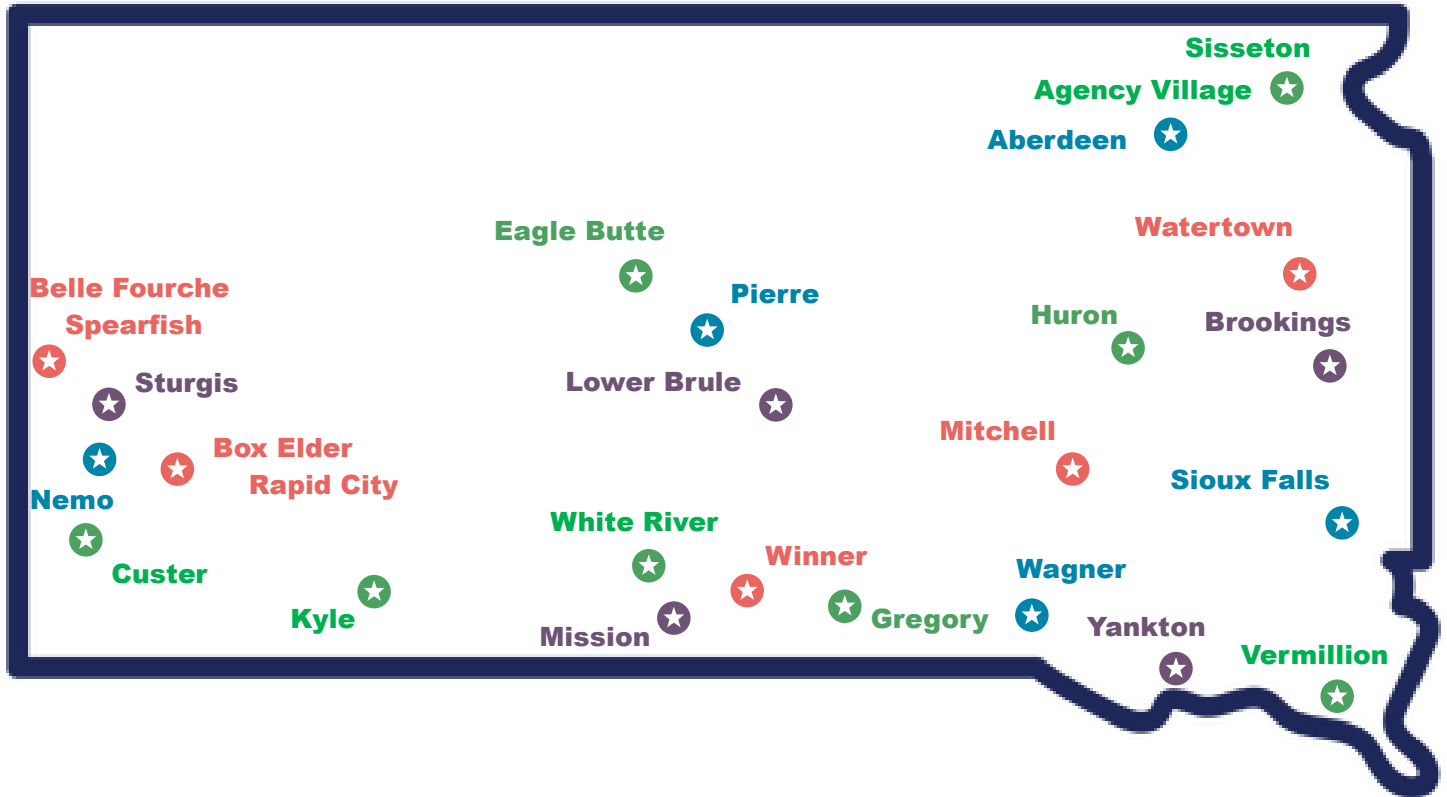 Sisseton
Agency Village
Aberdeen
Eagle Butte
Watertown
Belle Fourche
Pierre
Spearfish
Huron
Brookings
Sturgis
Lower Brule
Mitchell
Box Elder
Rapid City
Sioux Falls
Nemo
White River
Winner
Wagner
Custer
Kyle
Gregory
Mission
Yankton
Vermillion